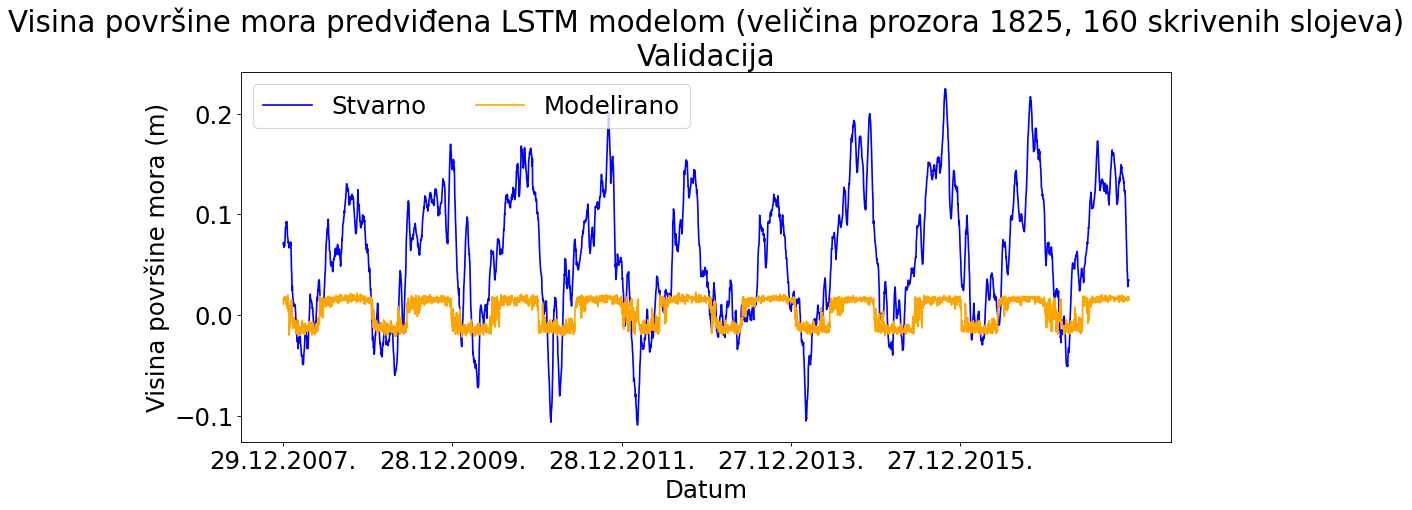 Visina površine mora predviđena LSTM modelom (veličina prozora 1825, 160 skrivenih slojeva)
Validacija
Stvarno Modelirano
Visina površine mora (m)
0.2
0.1
0.0
−0.1
29.12.2007. 28.12.2009. 28.12.2011. 27.12.2013. 27.12.2015.
Datum